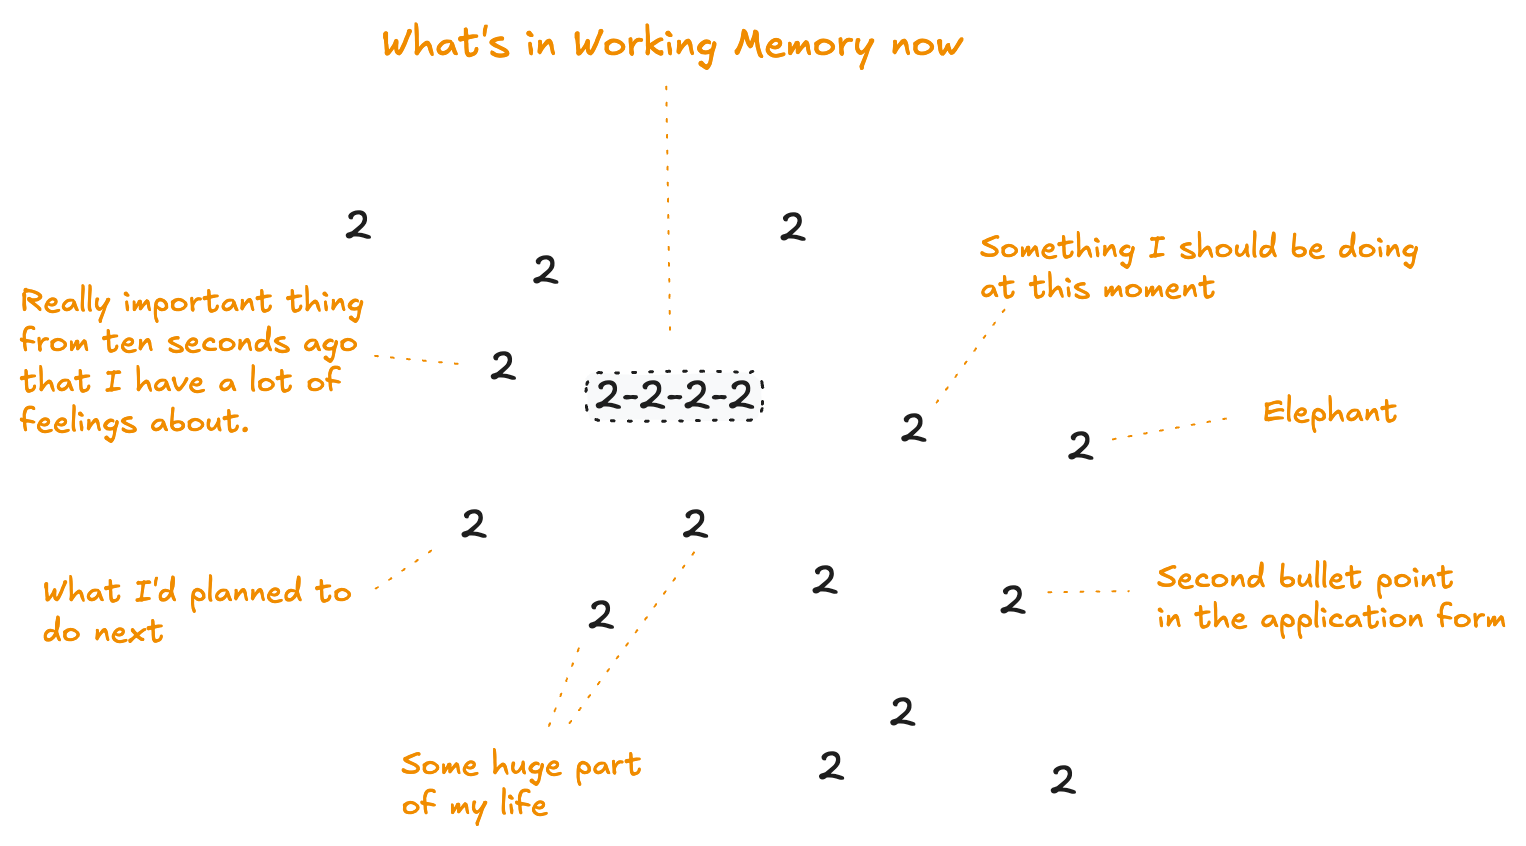 What's in Working Memory now
2
2
2
Something I should be doing
at this moment
Really important thing
from ten seconds ago
that I have a lot of
feelings about.
2
2-2-2-2
2
Elephant
2
2
2
What I'd planned to
do next
2
2
2
Second bullet point
in the application form
2
Some huge part
of my life
2
2